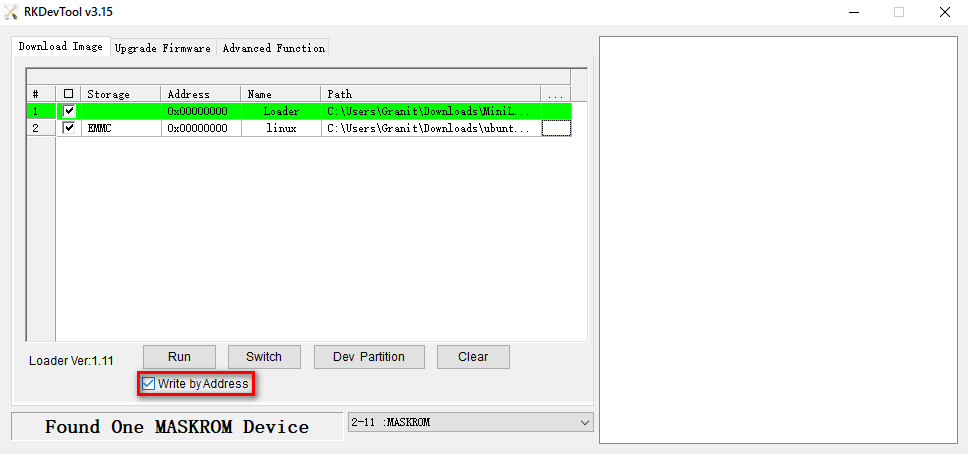 RKDevTool v3.15
Download Image Upgrade Firmware Advanced Function
# Storage Address Name Path ...
1 0x00000000 Loader C:\Users\Granit\Downloads\MiniL...
2 EMMC 0x00000000 linux C:\Users\Granit\Downloads\ubunt...
Loader Ver:1.11 Run Switch Dev Partition Clear
Write by Address
Found One MASKROM Device 2-11 :MASKROM